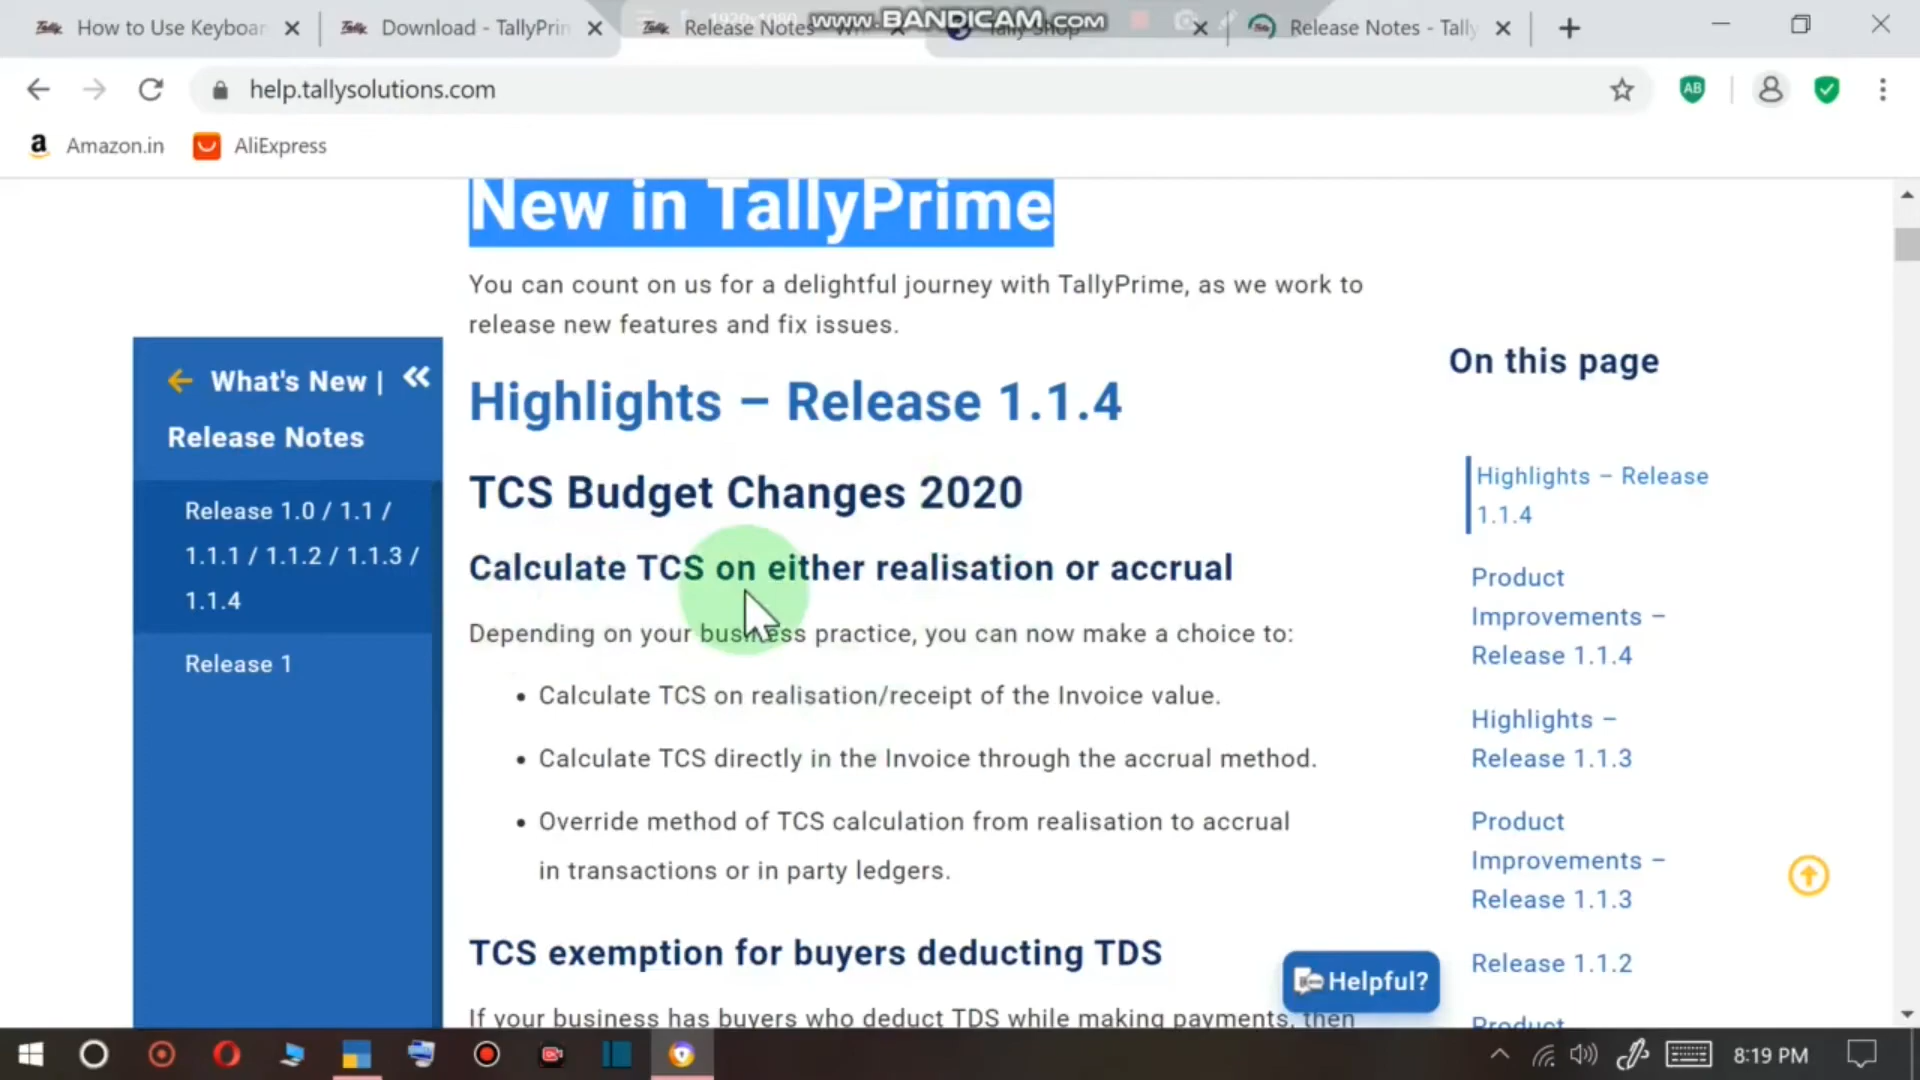 How to Use Keyboar
Download - TallyPrin
Release Notes - Wh
Tally Shop
Release Notes - Tally
www.BANDICAM.com
help.tallysolutions.com
AB
Amazon.in
AliExpress
New in TallyPrime
You can count on us for a delightful journey with TallyPrime, as we work to
release new features and fix issues.
What's New |
Release Notes
Release 1.0 / 1.1 /
1.1.1 / 1.1.2 / 1.1.3 /
1.1.4
Release 1
Highlights – Release 1.1.4
TCS Budget Changes 2020
Calculate TCS on either realisation or accrual
Depending on your business practice, you can now make a choice to:
• Calculate TCS on realisation/receipt of the Invoice value.
• Calculate TCS directly in the Invoice through the accrual method.
• Override method of TCS calculation from realisation to accrual
in transactions or in party ledgers.
TCS exemption for buyers deducting TDS
If your business has buyers who deduct TDS while making payments, then
On this page
Highlights – Release
1.1.4
Product
Improvements –
Release 1.1.4
Highlights –
Release 1.1.3
Product
Improvements –
Release 1.1.3
Release 1.1.2
Product
Helpful?
8:19 PM